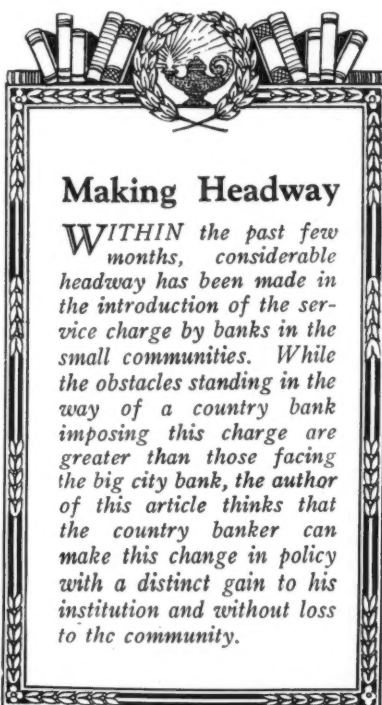 Making Headway
WITHIN the past few
months, considerable
headway has been made in
the introduction of the ser-
vice charge by banks in the
small communities. While
the obstacles standing in the
way of a country bank
imposing this charge are
greater than those facing
the big city bank, the author
of this article thinks that
the country banker can
make this change in policy
with a distinct gain to his
institution and without loss
to the community.